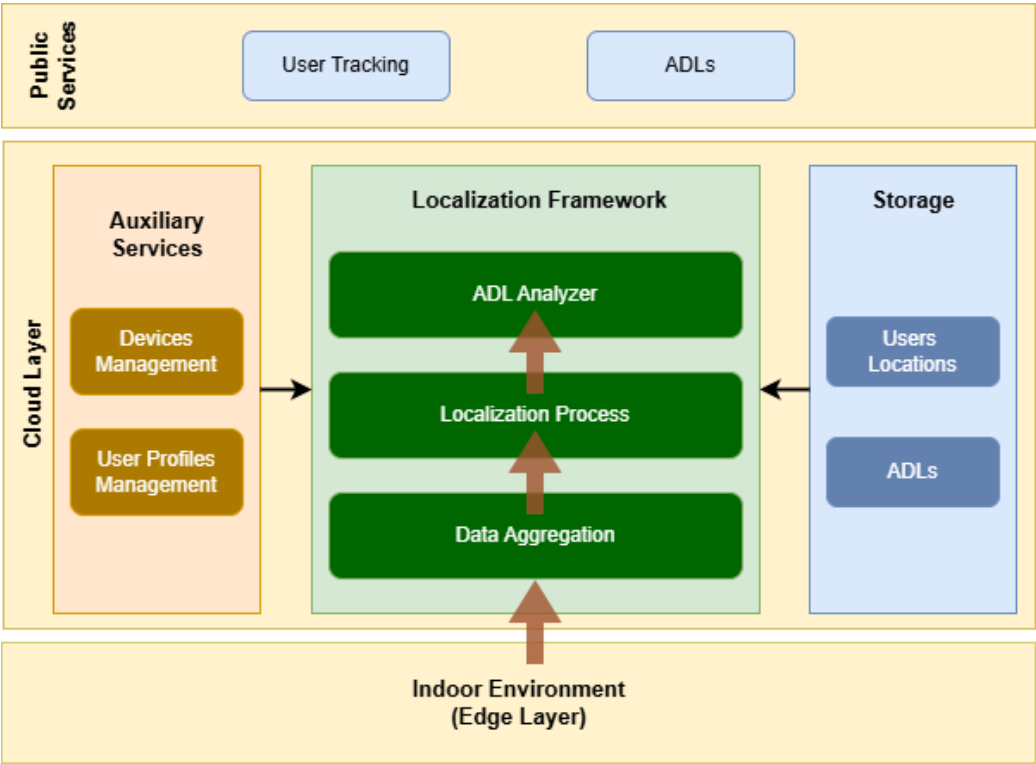 Public
Services
User Tracking
ADLs
Cloud Layer
Auxiliary
Services
Devices
Management
User Profiles
Management
Localization Framework
ADL Analyzer
Localization Process
Data Aggregation
Storage
Users
Locations
ADLs
Indoor Environment
(Edge Layer)